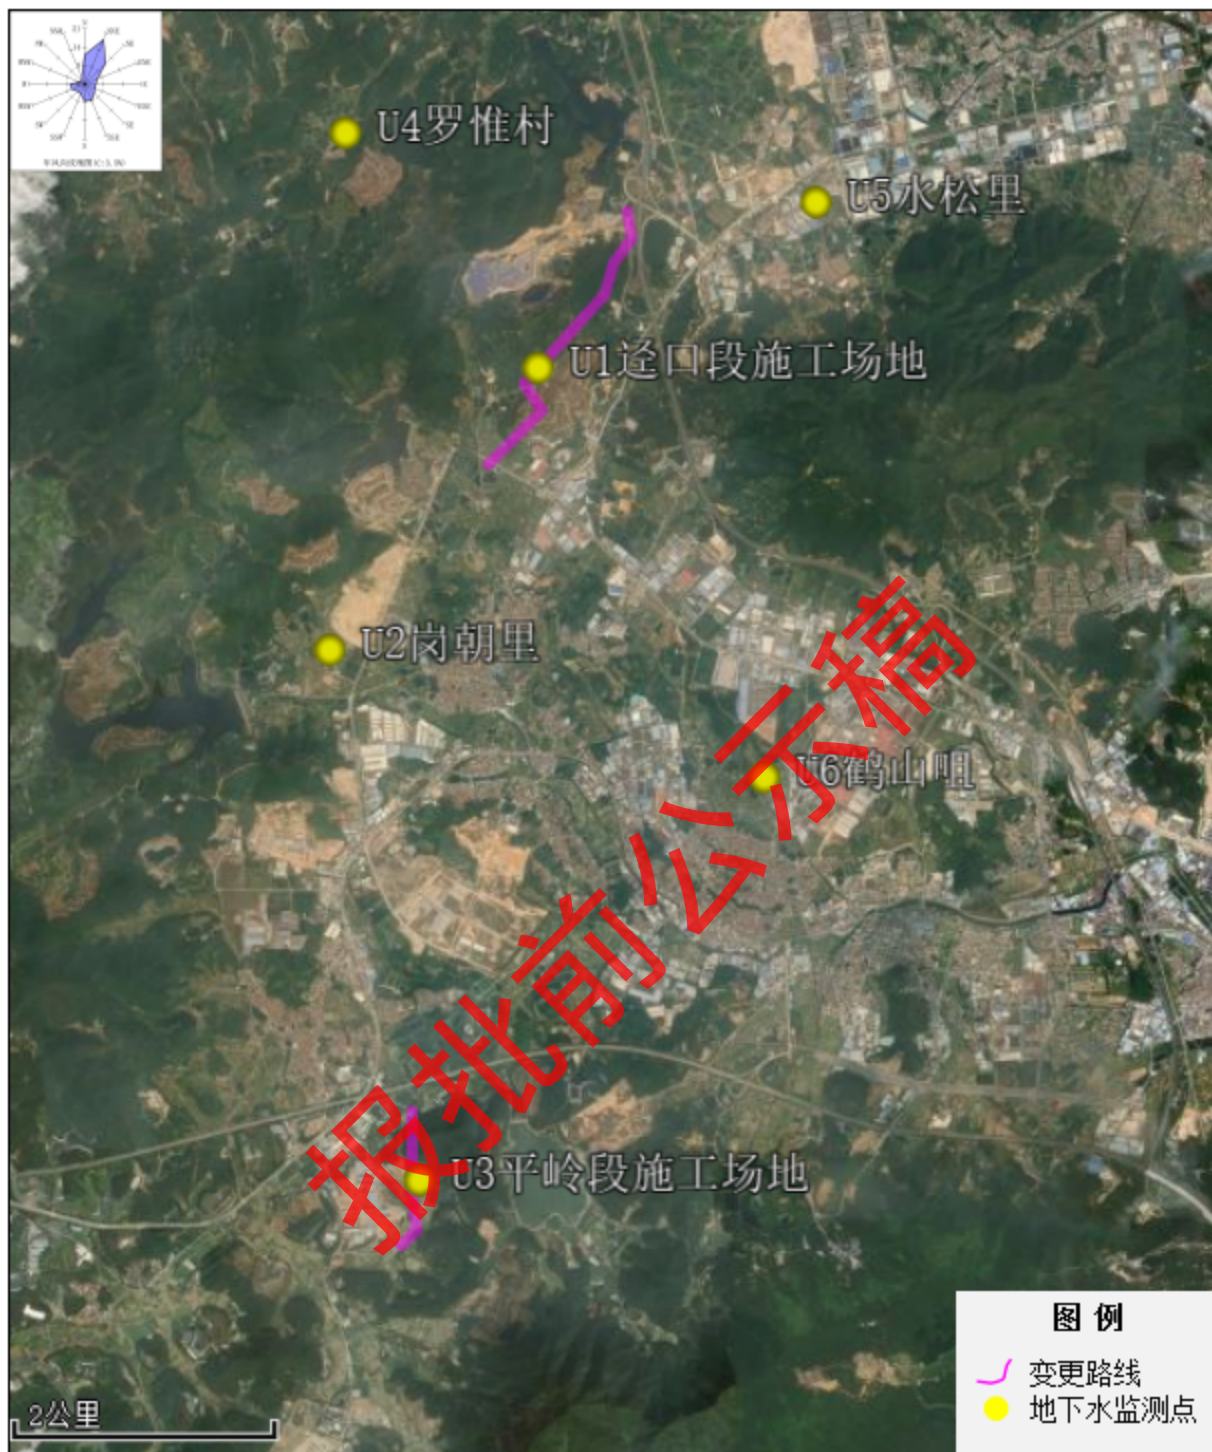 U4罗惟村
U5水松里
U1迳口段施工场地
U2岗朝里
U6鹤山咀
U3平岭段施工场地
报批前公示稿
图 例
变更路线
地下水监测点
2公里